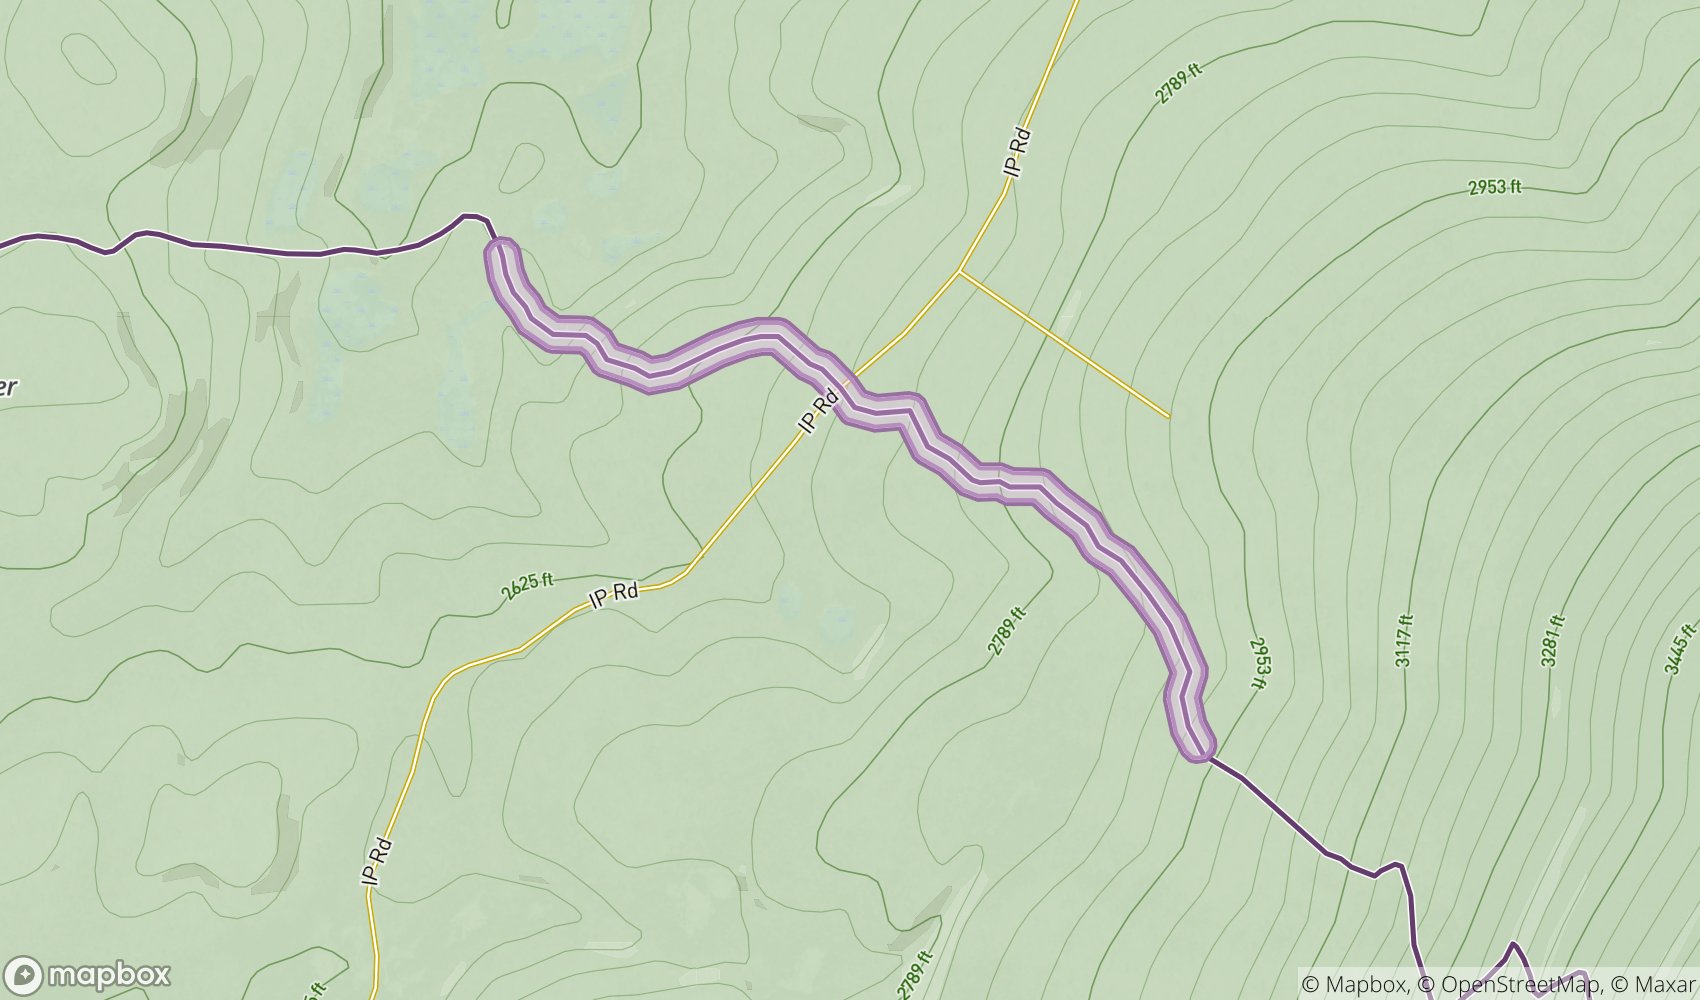 2789 ft
IP Rd
2953 ft
er
IP Rd
2625 ft
IP Rd
2789 ft
3117 ft
3281 ft
3445 ft
2953 ft
IP Rd
2789 ft
ft
mapbox
© Mapbox, © OpenStreetMap, © Maxar